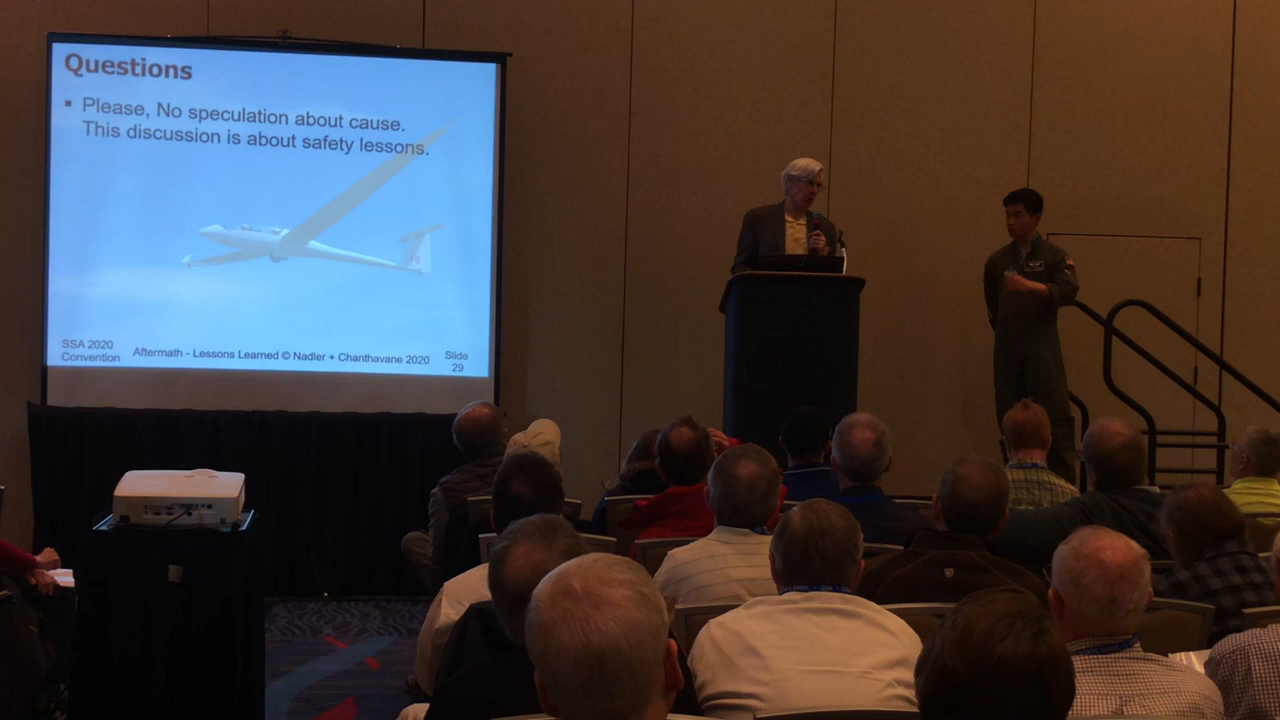 Questions
▪ Please, No speculation about cause.
This discussion is about safety lessons.
SSA 2020
Convention
Aftermath - Lessons Learned © Nadler + Chanthavane 2020
Slide
29